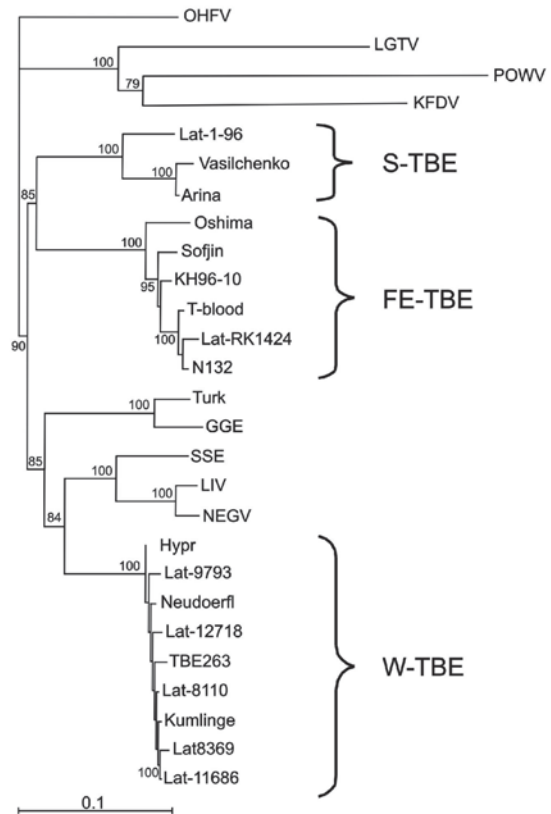 OHFV
LGTV
100
POWV
79
KFDV
Lat-1-96
100
Vasilchenko
S-TBE
100
Arina
85
Oshima
100
Sofjin
KH96-10
95
FE-TBE
T-blood
Lat-RK1424
100
90
N132
Turk
100
GGE
SSE
85
100
LIV
100
84
NEGV
Hypr
100
Lat-9793
Neudoerfl
Lat-12718
TBE263
W-TBE
Lat-8110
Kumlinge
Lat8369
100
Lat-11686
0.1